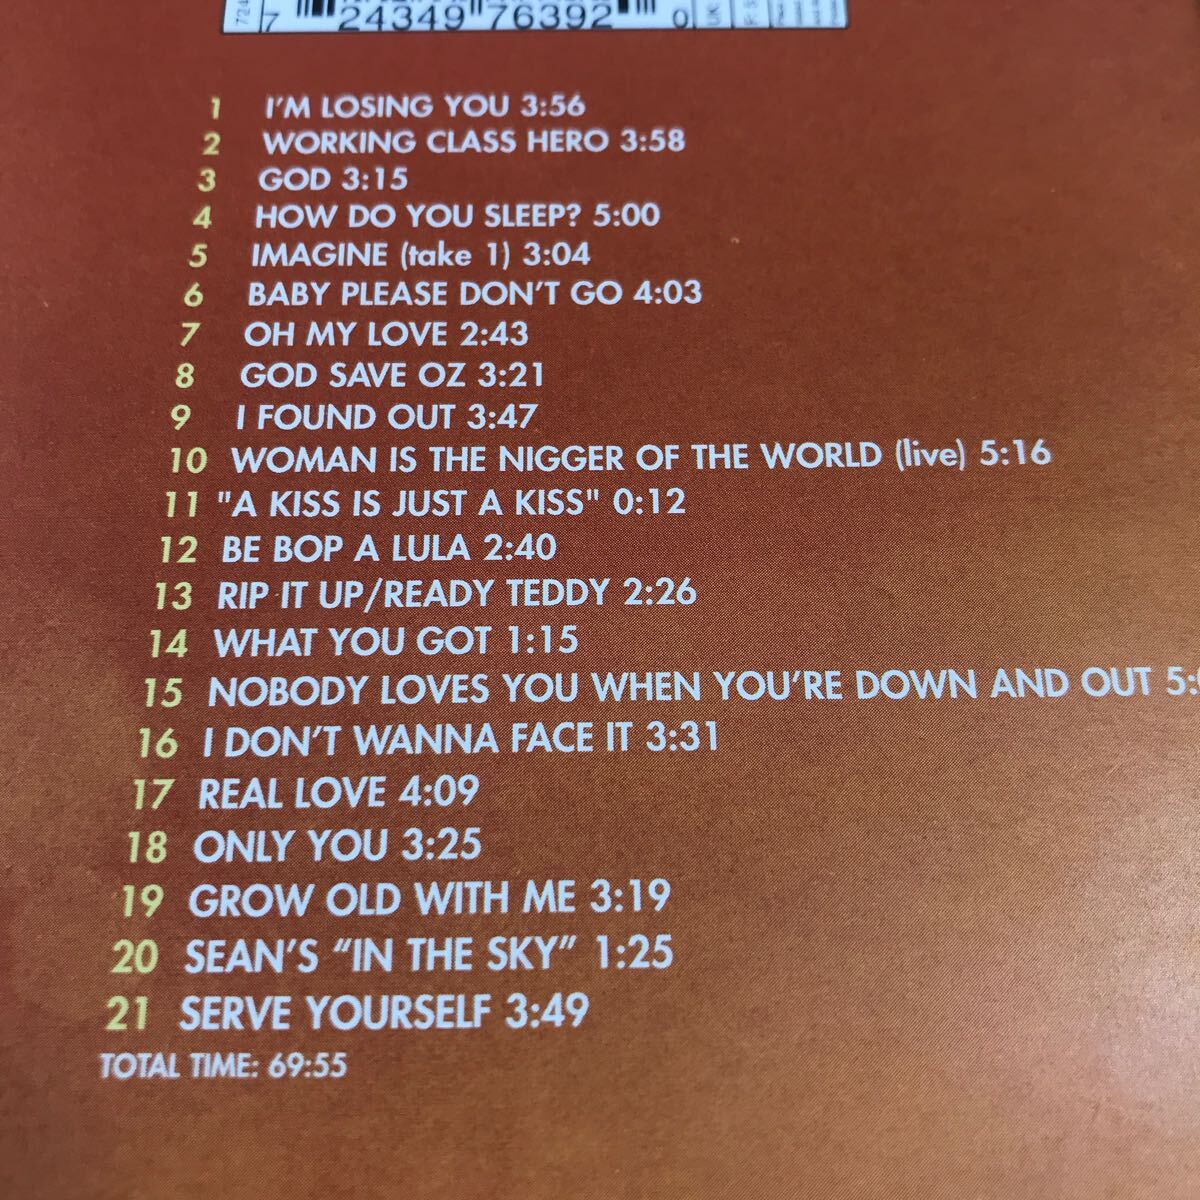 7 24349 76392 0
1 I'M LOSING YOU 3:56
2 WORKING CLASS HERO 3:58
3 GOD 3:15
4 HOW DO YOU SLEEP? 5:00
5 IMAGINE (take 1) 3:04
6 BABY PLEASE DON'T GO 4:03
7 OH MY LOVE 2:43
8 GOD SAVE OZ 3:21
9 I FOUND OUT 3:47
10 WOMAN IS THE NIGGER OF THE WORLD (live) 5:16
11 "A KISS IS JUST A KISS" 0:12
12 BE BOP A LULA 2:40
13 RIP IT UP/READY TEDDY 2:26
14 WHAT YOU GOT 1:15
15 NOBODY LOVES YOU WHEN YOU'RE DOWN AND OUT
16 I DON'T WANNA FACE IT 3:31
17 REAL LOVE 4:09
18 ONLY YOU 3:25
19 GROW OLD WITH ME 3:19
20 SEAN'S “IN THE SKY” 1:25
21 SERVE YOURSELF 3:49
TOTAL TIME: 69:55